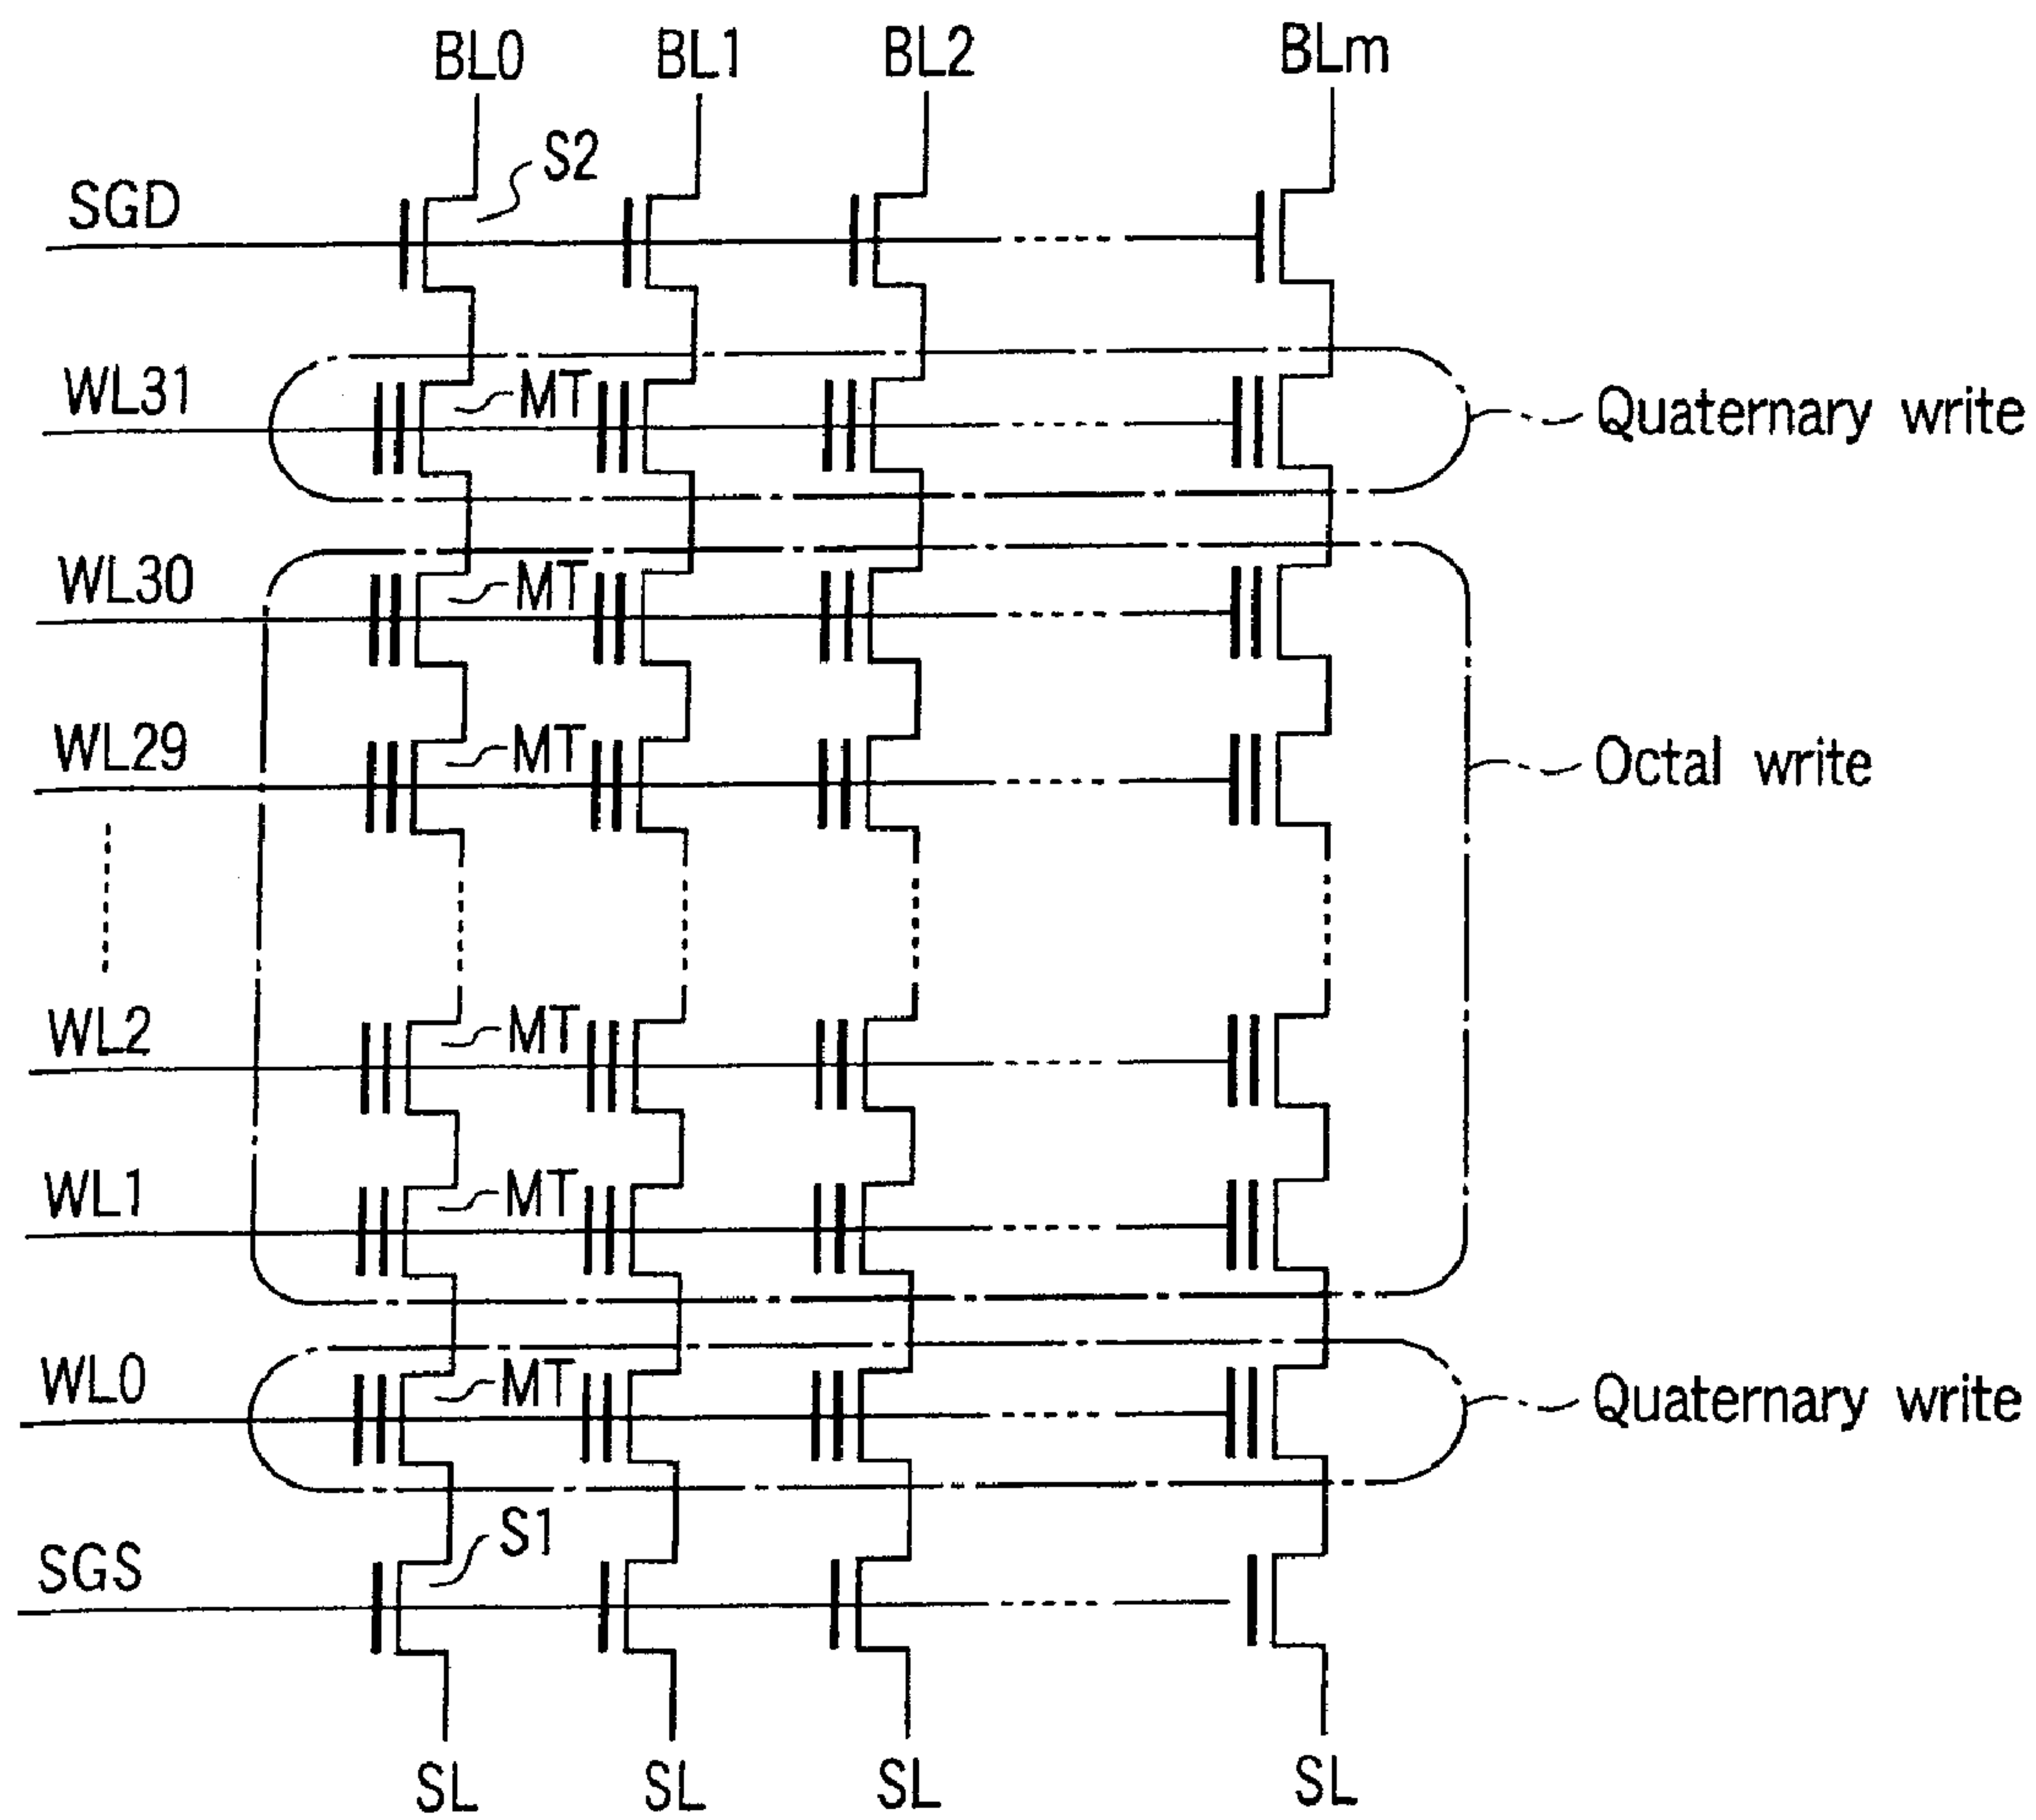 BL0 BL1 BL2 BLm
S2
SGD
WL31 MT Quaternary write
WL30 MT
WL29 MT Octal write
WL2 MT
WL1 MT
WL0 MT Quaternary write
S1
SGS
SL SL SL SL